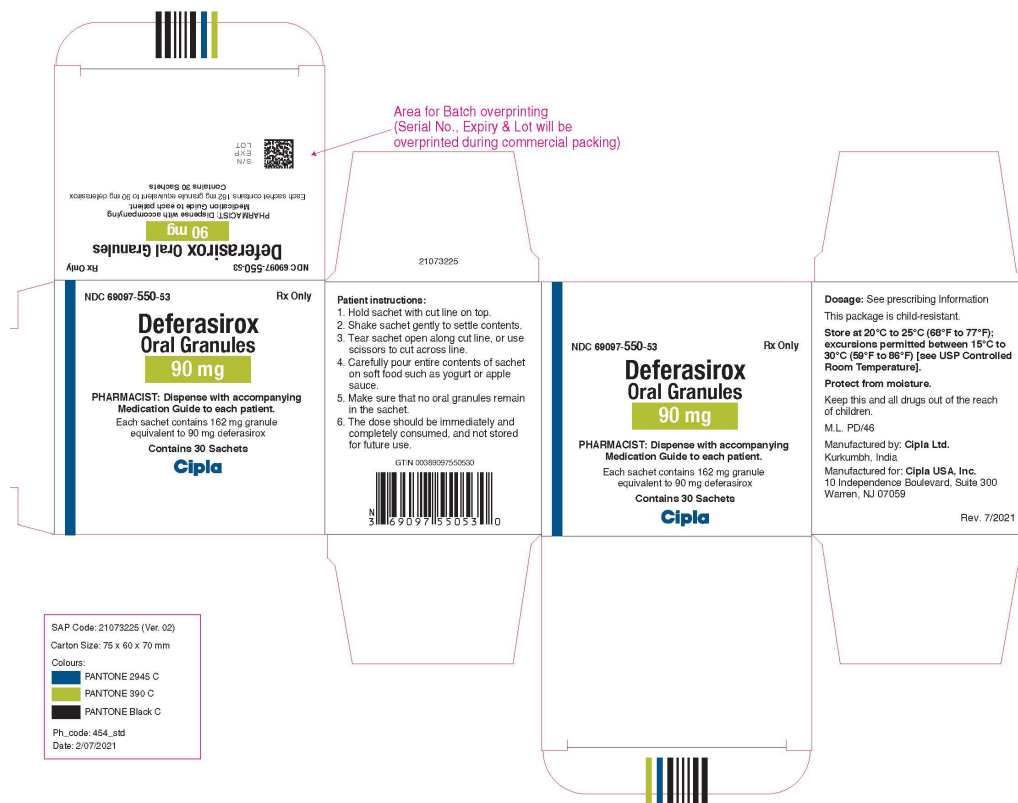 Area for Batch overprinting
(Serial No., Expiry & Lot will be
overprinted during commercial packing)
S/N
EXP
LOT
NDC 69097-550-53 Rx Only
Deferasirox Oral Granules
90 mg
PHARMACIST: Dispense with accompanying
Medication Guide to each patient.
Each sachet contains 162 mg granule equivalent to 90 mg deferasirox
Contains 30 Sachets
NDC 69097-550-53 Rx Only
Deferasirox
Oral Granules
90 mg
PHARMACIST: Dispense with accompanying
Medication Guide to each patient.
Each sachet contains 162 mg granule
equivalent to 90 mg deferasirox
Contains 30 Sachets
Cipla
21073225
Patient instructions:
1. Hold sachet with cut line on top.
2. Shake sachet gently to settle contents.
3. Tear sachet open along cut line, or use
scissors to cut across line.
4. Carefully pour entire contents of sachet
on soft food such as yogurt or apple
sauce.
5. Make sure that no oral granules remain
in the sachet.
6. The dose should be immediately and
completely consumed, and not stored
for future use.
GTIN 00369097550530
N
3 69097 55053 0
NDC 69097-550-53 Rx Only
Deferasirox
Oral Granules
90 mg
PHARMACIST: Dispense with accompanying
Medication Guide to each patient.
Each sachet contains 162 mg granule
equivalent to 90 mg deferasirox
Contains 30 Sachets
Cipla
Dosage: See prescribing Information
This package is child-resistant.
Store at 20°C to 25°C (68°F to 77°F);
excursions permitted between 15°C to
30°C (59°F to 86°F) [see USP Controlled
Room Temperature].
Protect from moisture.
Keep this and all drugs out of the reach
of children.
M.L. PD/46
Manufactured by: Cipla Ltd.
Kurkumbh, India
Manufactured for: Cipla USA, Inc.
10 Independence Boulevard, Suite 300
Warren, NJ 07059
Rev. 7/2021
SAP Code: 21073225 (Ver. 02)
Carton Size: 75 x 60 x 70 mm
Colours:
PANTONE 2945 C
PANTONE 390 C
PANTONE Black C
Ph_code: 454_std
Date: 2/07/2021